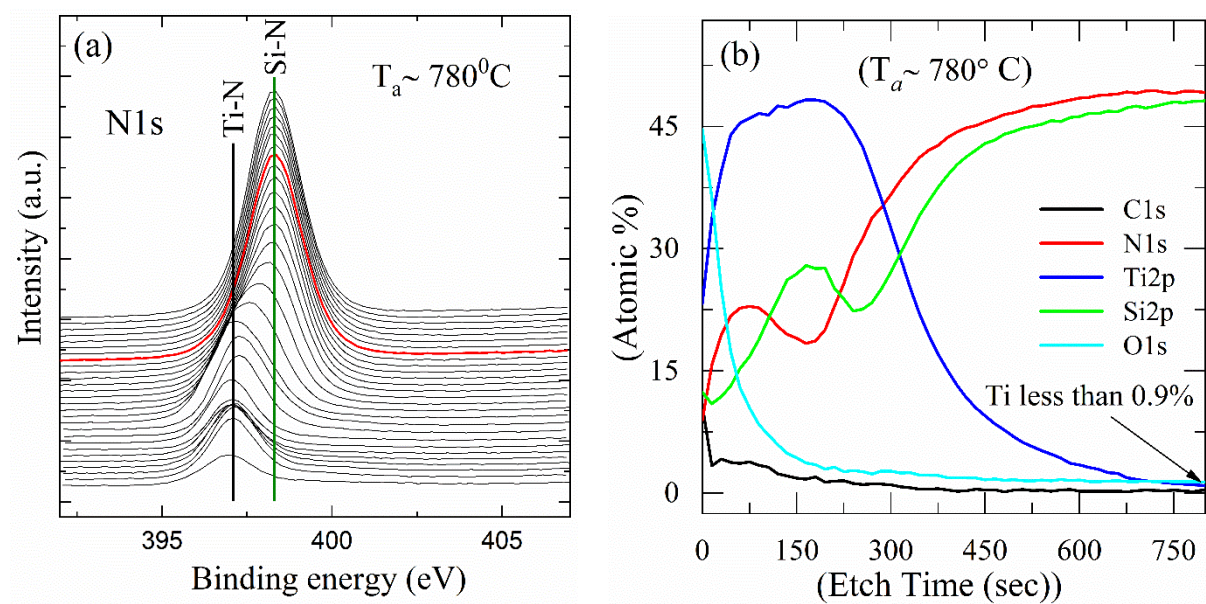 (a)
N1s
Ti-N
Si-N
Tₐ~ 780⁰C
Intensity (a.u.)
395
400
405
Binding energy (eV)
(b)
(Tₐ~ 780° C)
(Atomic %)
45
30
15
0
C1s
N1s
Ti2p
Si2p
O1s
Ti less than 0.9%
0
150
300
450
600
750
(Etch Time (sec))